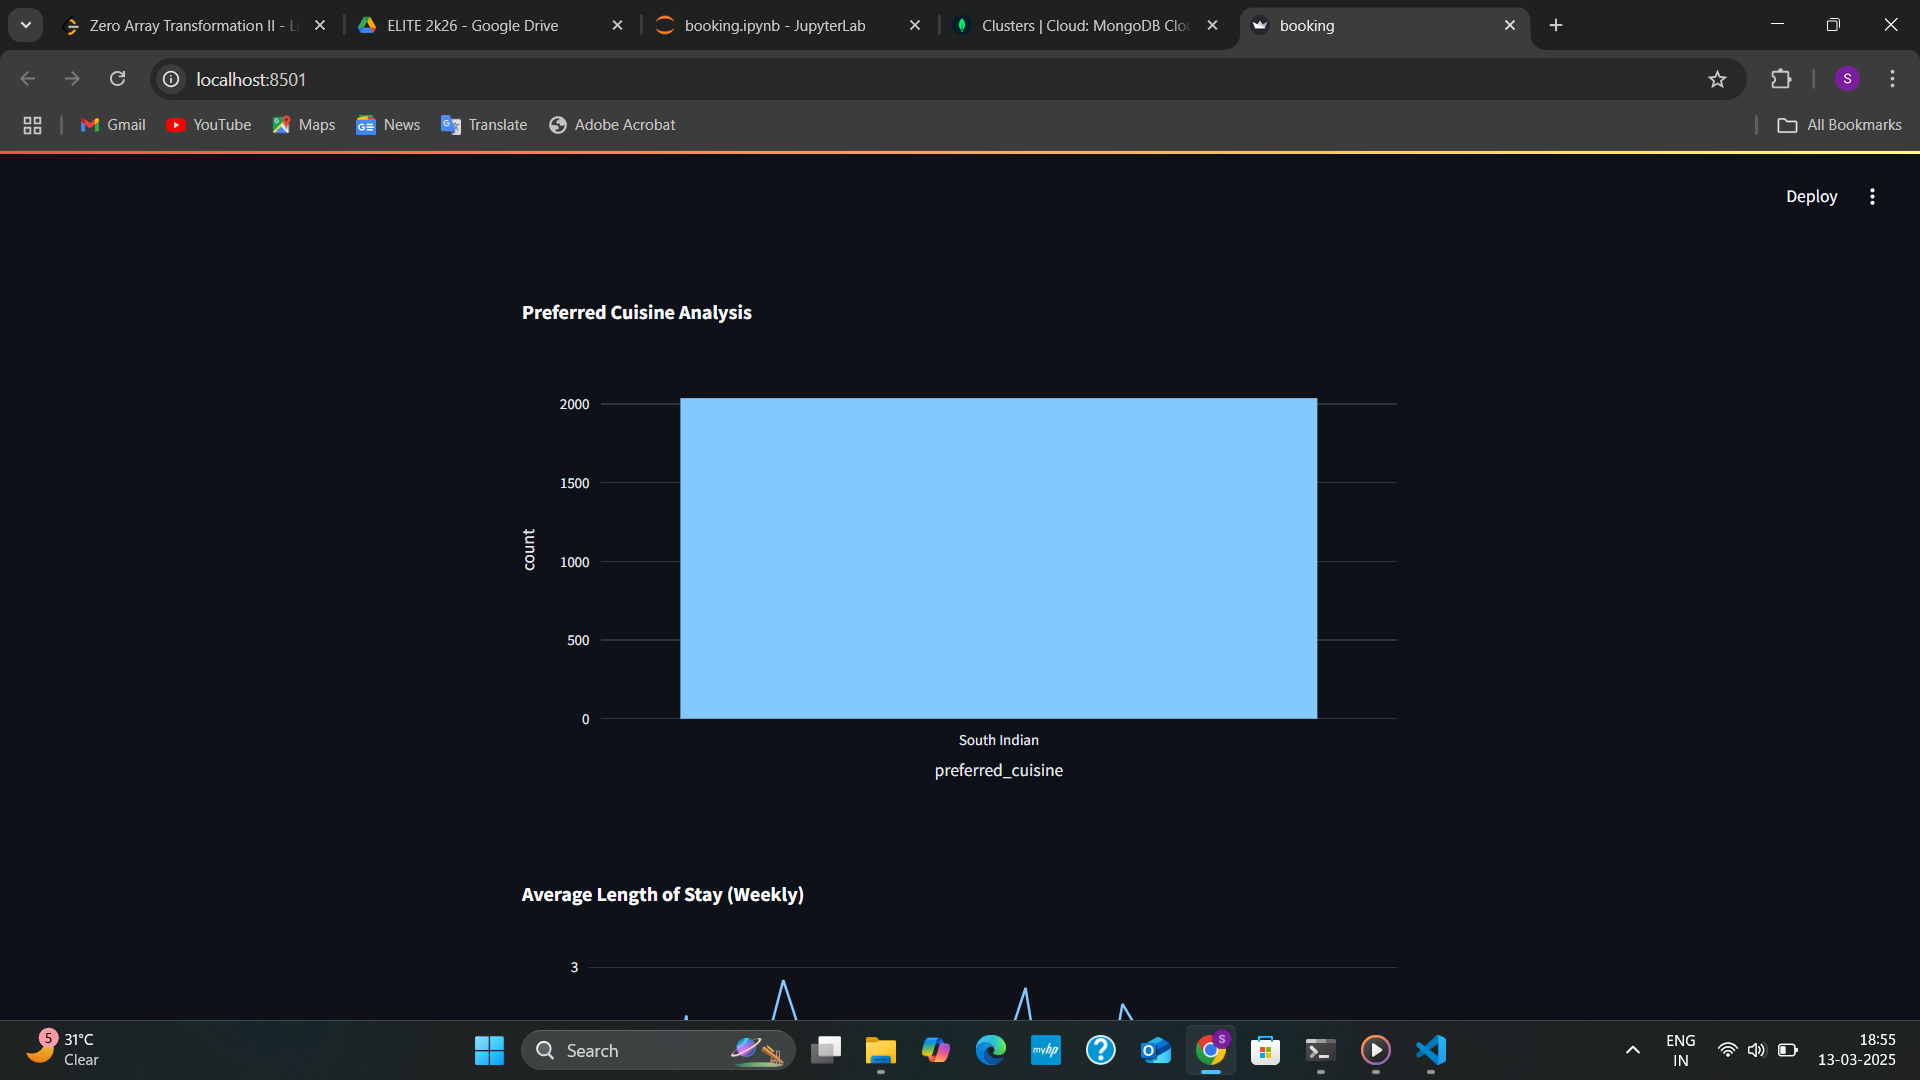 Zero Array Transformation II - L
ELITE 2k26 - Google Drive
booking.ipynb - JupyterLab
Clusters | Cloud: MongoDB Clou
booking
localhost:8501
S
Gmail
YouTube
Maps
News
Translate
Adobe Acrobat
All Bookmarks
Deploy
Preferred Cuisine Analysis
2000
1500
1000
500
0
count
South Indian
preferred_cuisine
Average Length of Stay (Weekly)
3
5
31°C
Clear
Search
myhp
S
ENG
IN
18:55
13-03-2025